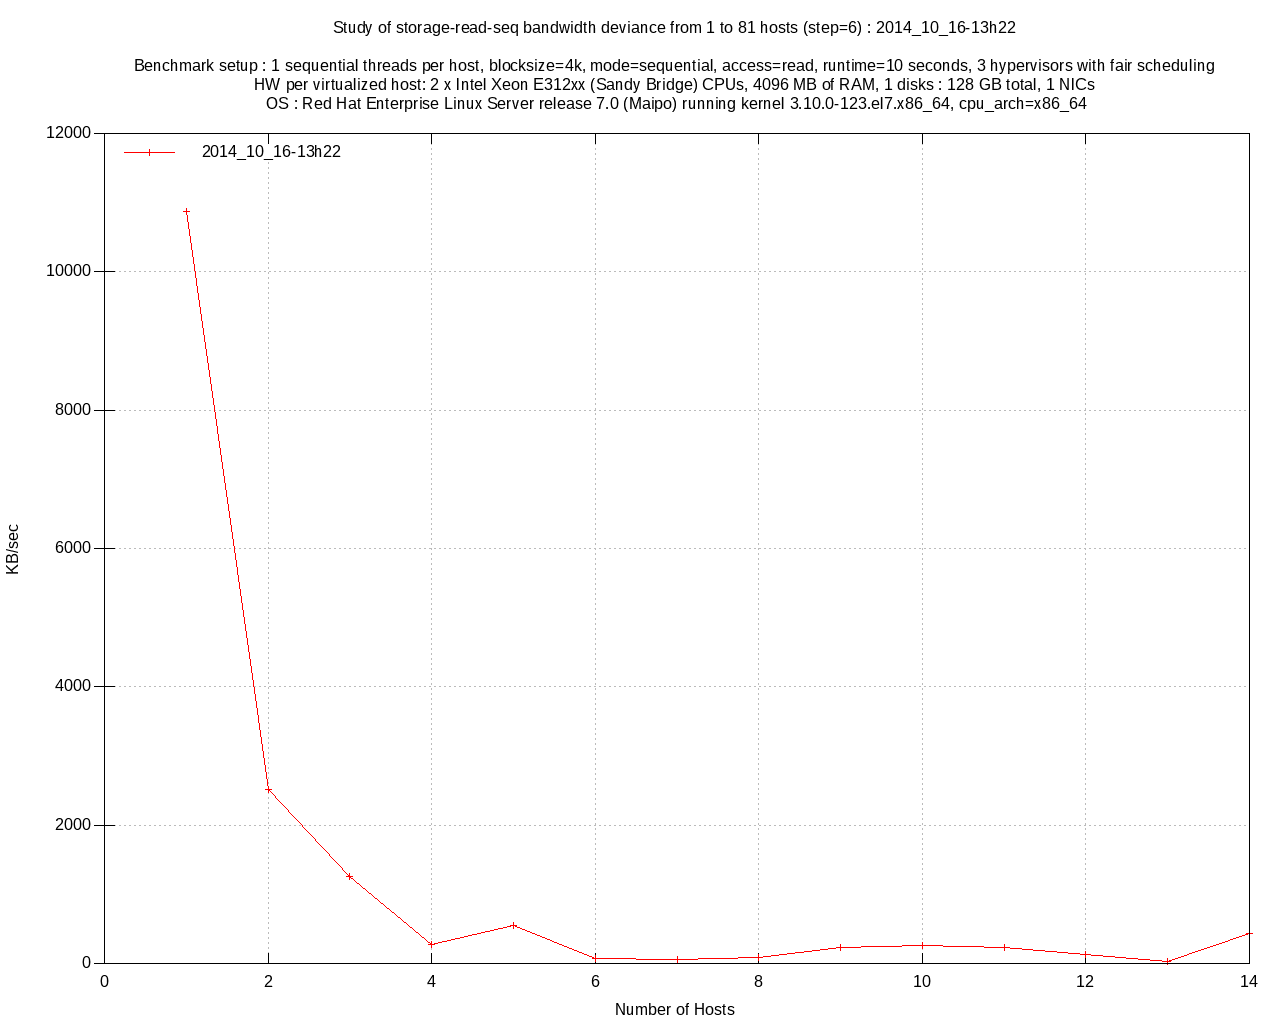 Study of storage-read-seq bandwidth deviance from 1 to 81 hosts (step=6) : 2014_10_16-13h22
Benchmark setup : 1 sequential threads per host, blocksize=4k, mode=sequential, access=read, runtime=10 seconds, 3 hypervisors with fair scheduling
HW per virtualized host: 2 x Intel Xeon E312xx (Sandy Bridge) CPUs, 4096 MB of RAM, 1 disks : 128 GB total, 1 NICs
OS : Red Hat Enterprise Linux Server release 7.0 (Maipo) running kernel 3.10.0-123.el7.x86_64, cpu_arch=x86_64
12000
2014_10_16-13h22
10000
8000
6000
KB/sec
4000
2000
0
0 2 4 6 8 10 12 14
Number of Hosts